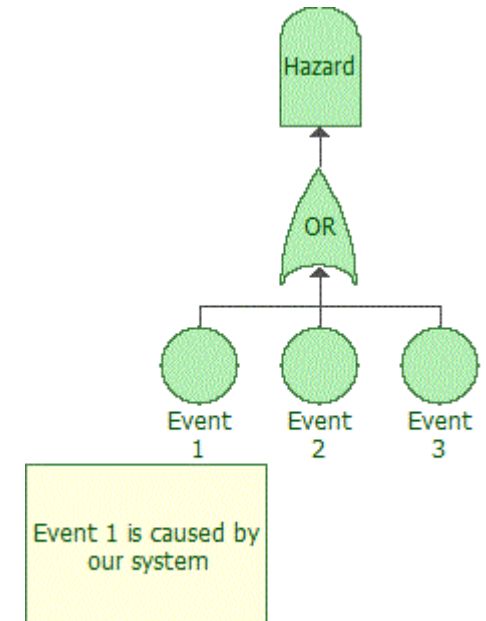 Hazard
OR
Event 1
Event 2
Event 3
Event 1 is caused by
our system